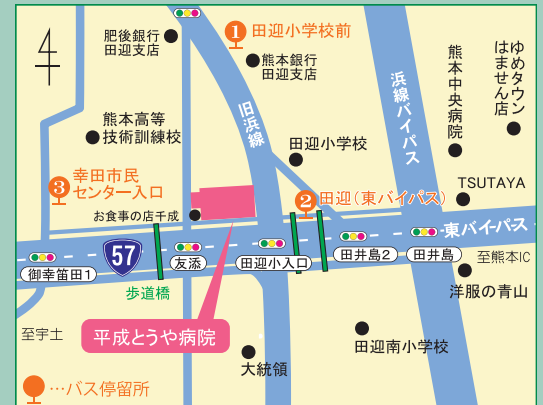 肥後銀行
田迎支店
1
田迎小学校前
熊本銀行
田迎支店
旧浜線
浜線バイパス
熊本中央病院
ゆめタウン
はません店
熊本高等
技術訓練校
田迎小学校
3
幸田市民
センター入口
2
田迎(東バイパス)
TSUTAYA
お食事の店千成
東バイパス
57
御幸笛田1
友添
田迎小入口
田井島2
田井島
至熊本IC
歩道橋
洋服の青山
至宇土
平成とうや病院
田迎南小学校
大統領
…バス停留所